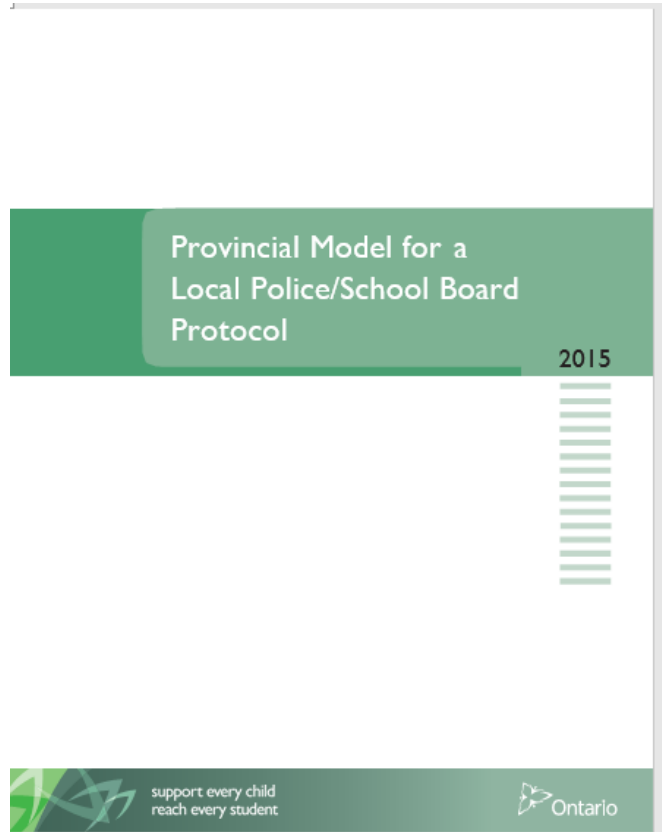 Provincial Model for a
Local Police/School Board
Protocol
2015
support every child
reach every student
Ontario